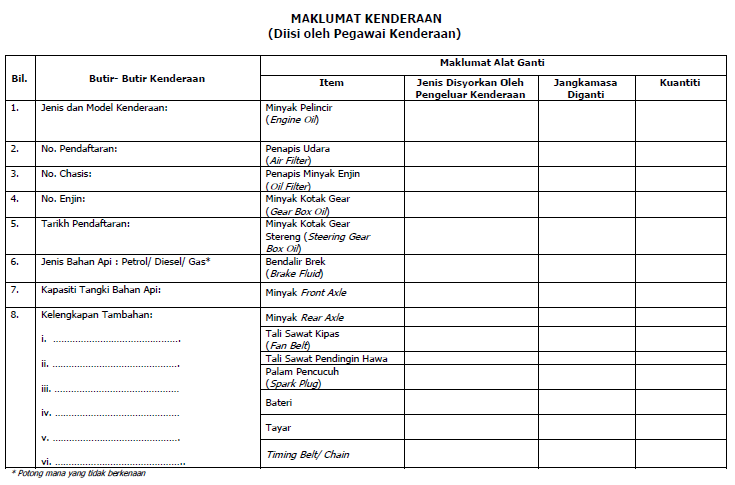 MAKLUMAT KENDERAAN
(Diisi oleh Pegawai Kenderaan)
Bil.
Butir- Butir Kenderaan
Maklumat Alat Ganti
Item
Jenis Disyorkan Oleh
Pengeluar Kenderaan
Jangkamasa
Diganti
Kuantiti
1.
Jenis dan Model Kenderaan:
Minyak Pelincir
(Engine Oil)
2.
No. Pendaftaran:
Penapis Udara
(Air Filter)
3.
No. Chasis:
Penapis Minyak Enjin
(Oil Filter)
4.
No. Enjin:
Minyak Kotak Gear
(Gear Box Oil)
5.
Tarikh Pendaftaran:
Minyak Kotak Gear
Stereng (Steering Gear
Box Oil)
6.
Jenis Bahan Api : Petrol/ Diesel/ Gas*
Bendalir Brek
(Brake Fluid)
7.
Kapasiti Tangki Bahan Api:
Minyak Front Axle
8.
Kelengkapan Tambahan:
i. ……………………………………….
ii. ……………………………………….
iii. ………………………………………
iv. ………………………………………
v. ……………………………………….
vi. ………………………………………..
Minyak Rear Axle
Tali Sawat Kipas
(Fan Belt)
Tali Sawat Pendingin Hawa
Palam Pencucuh
(Spark Plug)
Bateri
Tayar
Timing Belt/ Chain
* Potong mana yang tidak berkenaan